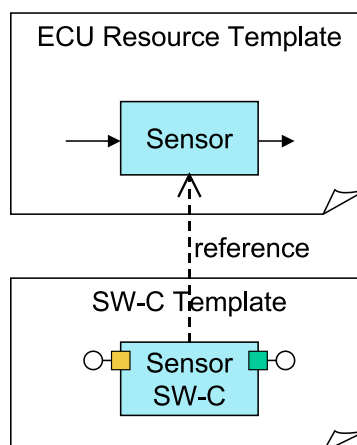 ECU Resource Template
Sensor
reference
SW-C Template
Sensor
SW-C